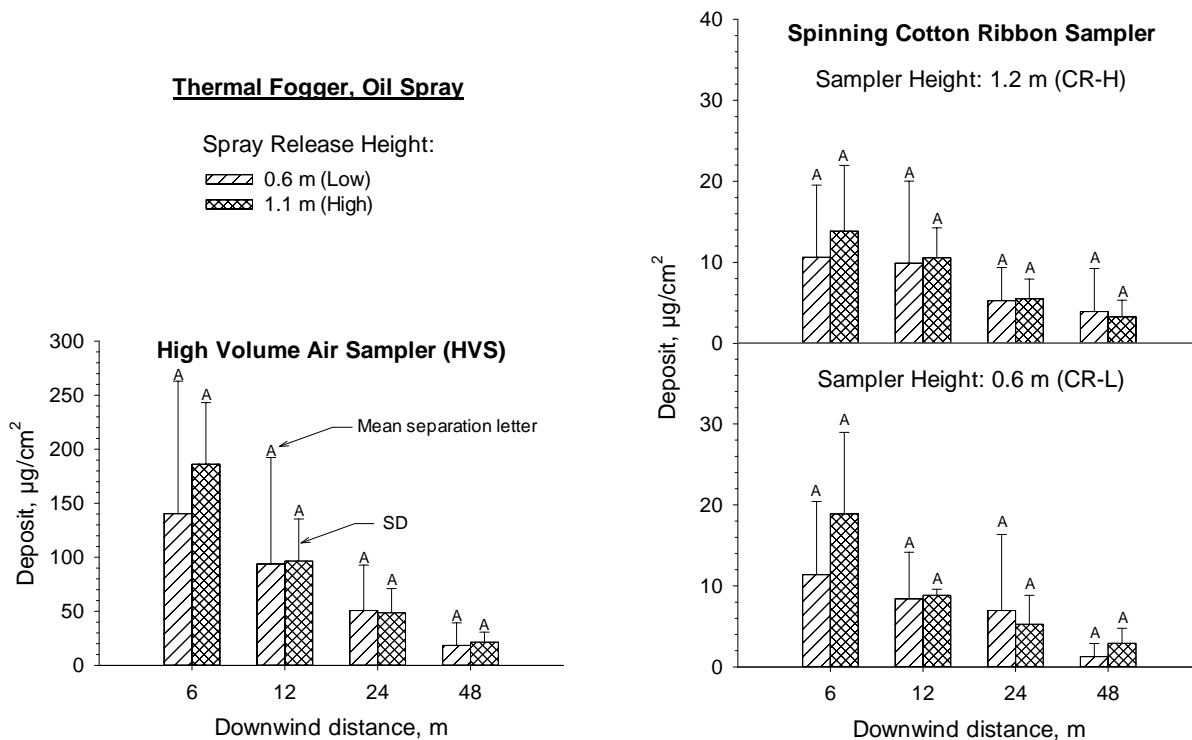 Thermal Fogger, Oil Spray
Spray Release Height:
0.6 m (Low)
1.1 m (High)
High Volume Air Sampler (HVS)
Deposit, µg/cm²
300
250
200
150
100
50
0
A A A A A A A A
Mean separation letter
SD
6 12 24 48
Downwind distance, m
Spinning Cotton Ribbon Sampler
Sampler Height: 1.2 m (CR-H)
Deposit, µg/cm²
40
30
20
10
0
A A A A A A A A
Sampler Height: 0.6 m (CR-L)
30
20
10
0
A A A A A A A A
6 12 24 48
Downwind distance, m